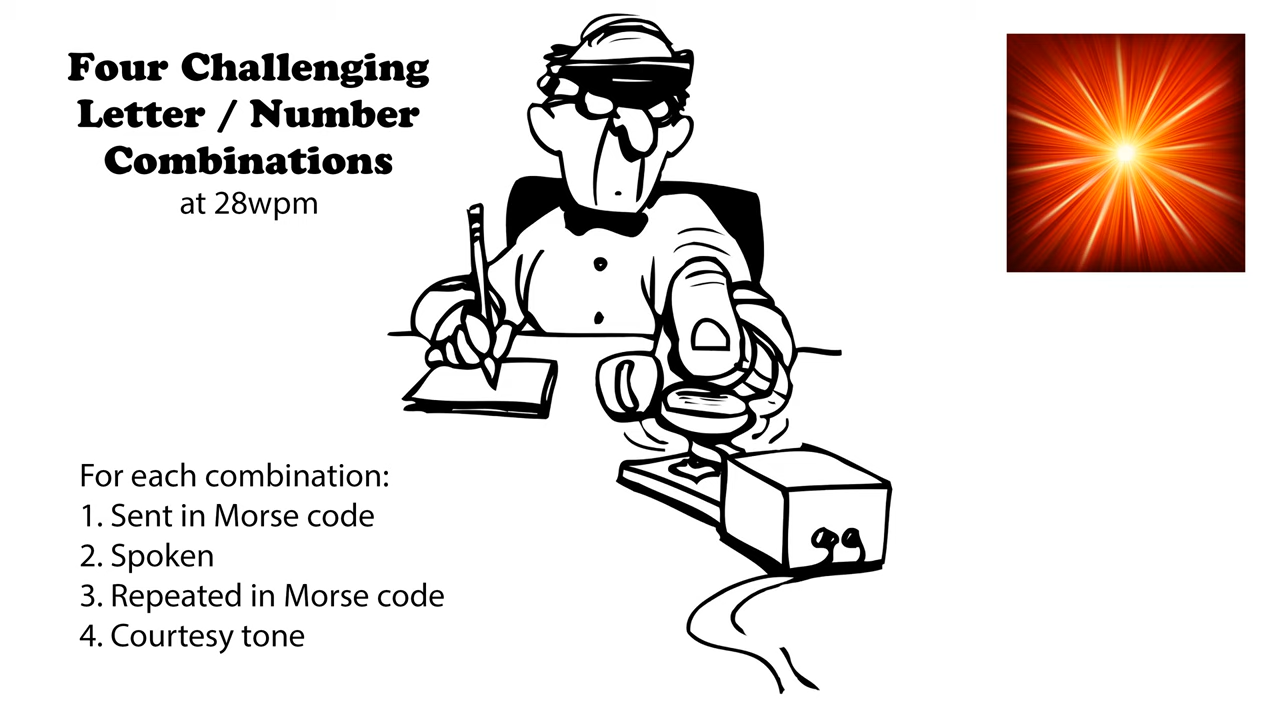 Four Challenging
Letter / Number
Combinations
at 28wpm
For each combination:
1. Sent in Morse code
2. Spoken
3. Repeated in Morse code
4. Courtesy tone